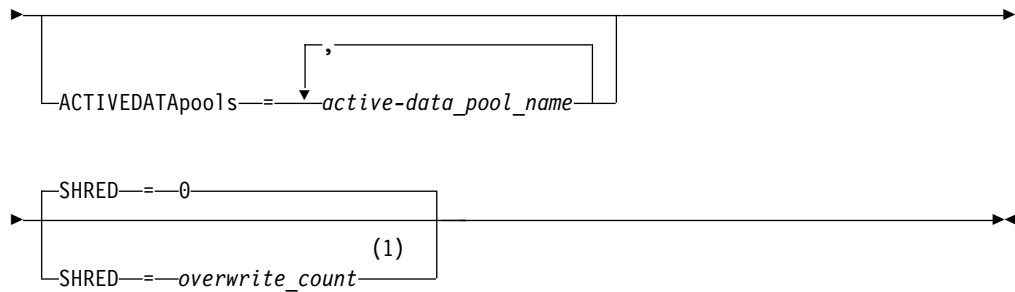 ,
ACTIVEDATApools = active-data_pool_name
SHRED = 0
(1)
SHRED = overwrite_count